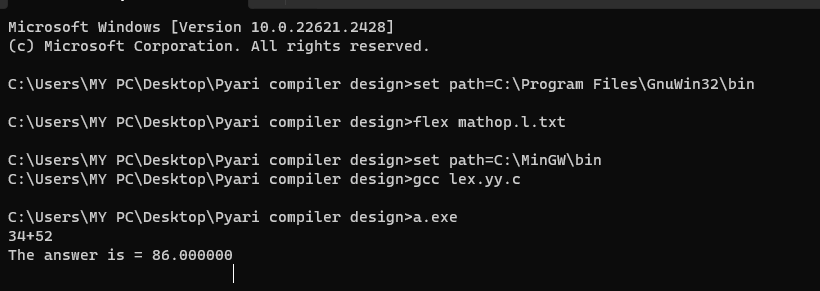 Microsoft Windows [Version 10.0.22621.2428]
(c) Microsoft Corporation. All rights reserved.
C:\Users\MY PC\Desktop\Pyari compiler design>set path=C:\Program Files\GnuWin32\bin
C:\Users\MY PC\Desktop\Pyari compiler design>flex mathop.l.txt
C:\Users\MY PC\Desktop\Pyari compiler design>set path=C:\MinGW\bin
C:\Users\MY PC\Desktop\Pyari compiler design>gcc lex.yy.c
C:\Users\MY PC\Desktop\Pyari compiler design>a.exe
34+52
The answer is = 86.000000